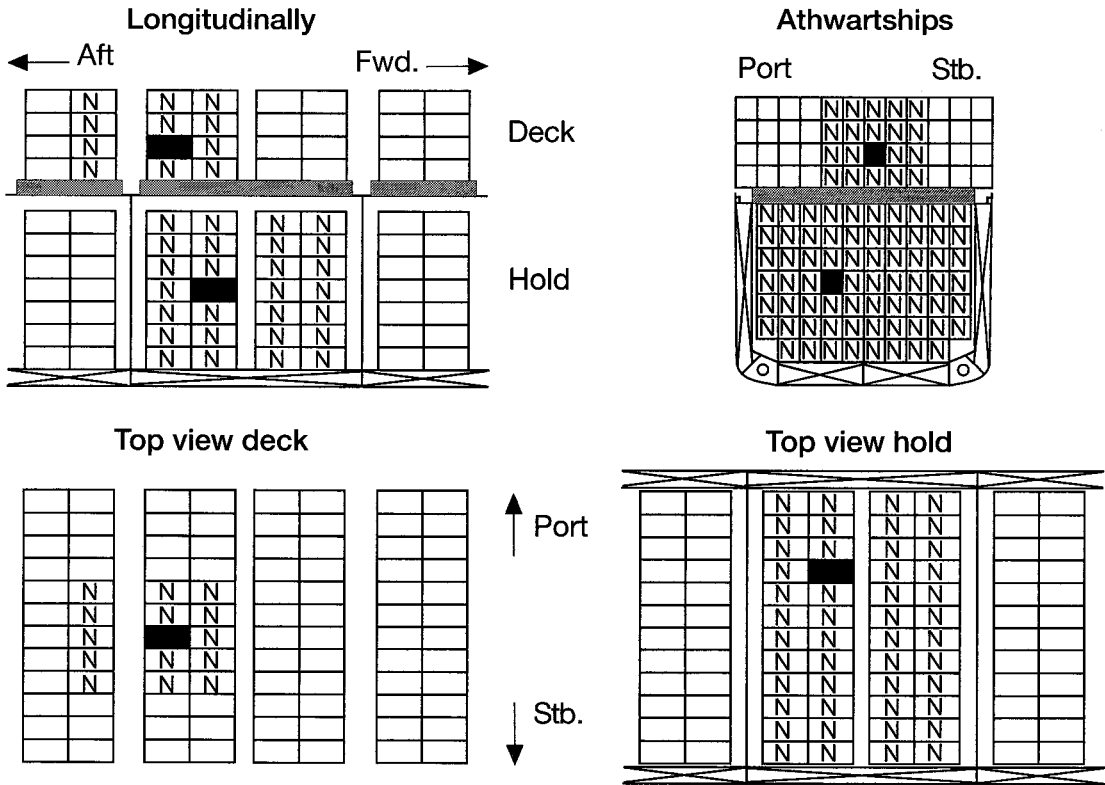 Longitudinally
Aft
Fwd.
N N N
N N N
N N
N N N
Deck
N N N N
N N N N
N N N N
N N N
N N N N
N N N N
N N N N
Hold
Athwartships
Port
Stb.
N N N N N
N N N N N
N N N N
N N N N N
N N N N N N N N N N
N N N N N N N N N N
N N N N N N N N N N
N N N N N N N N N
N N N N N N N N N N
N N N N N N N N N N
N N N N N N N N
Top view deck
N N N
N N N
N N
N N N
N N N
Port
Stb.
Top view hold
N N N N
N N N N
N N N N
N N N
N N N N
N N N N
N N N N
N N N N
N N N N
N N N N
N N N N
N N N N